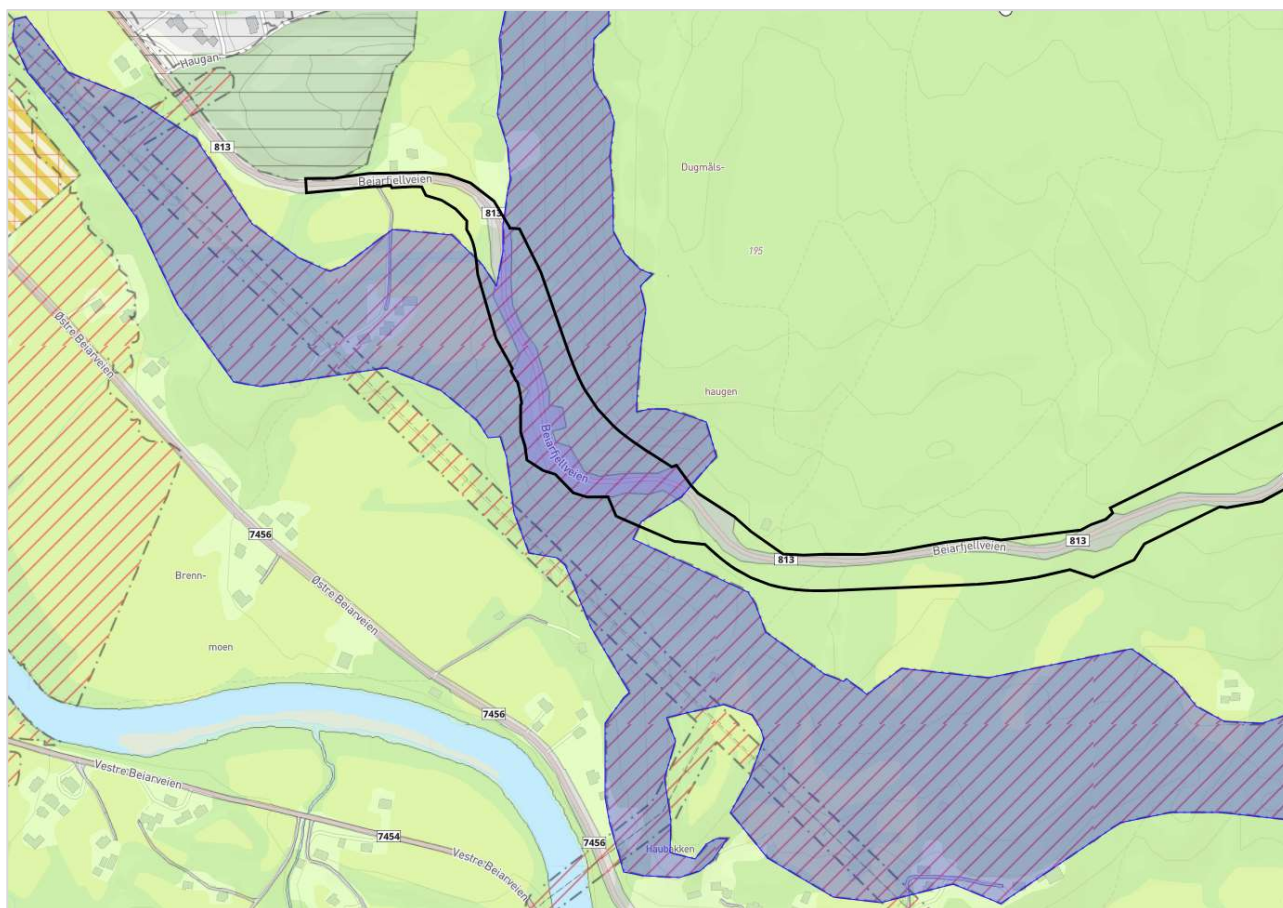 Haugan
813
Beiarfjellveien
813
Dugmåls-
195
Østre Beiarveien
haugen
Beiarfjellveien
7456
Brenn-
Østre Beiarveien
813
Beiarfjellveien
813
moen
7456
Vestre Beiarveien
7454
7456
Vestre Beiarveien